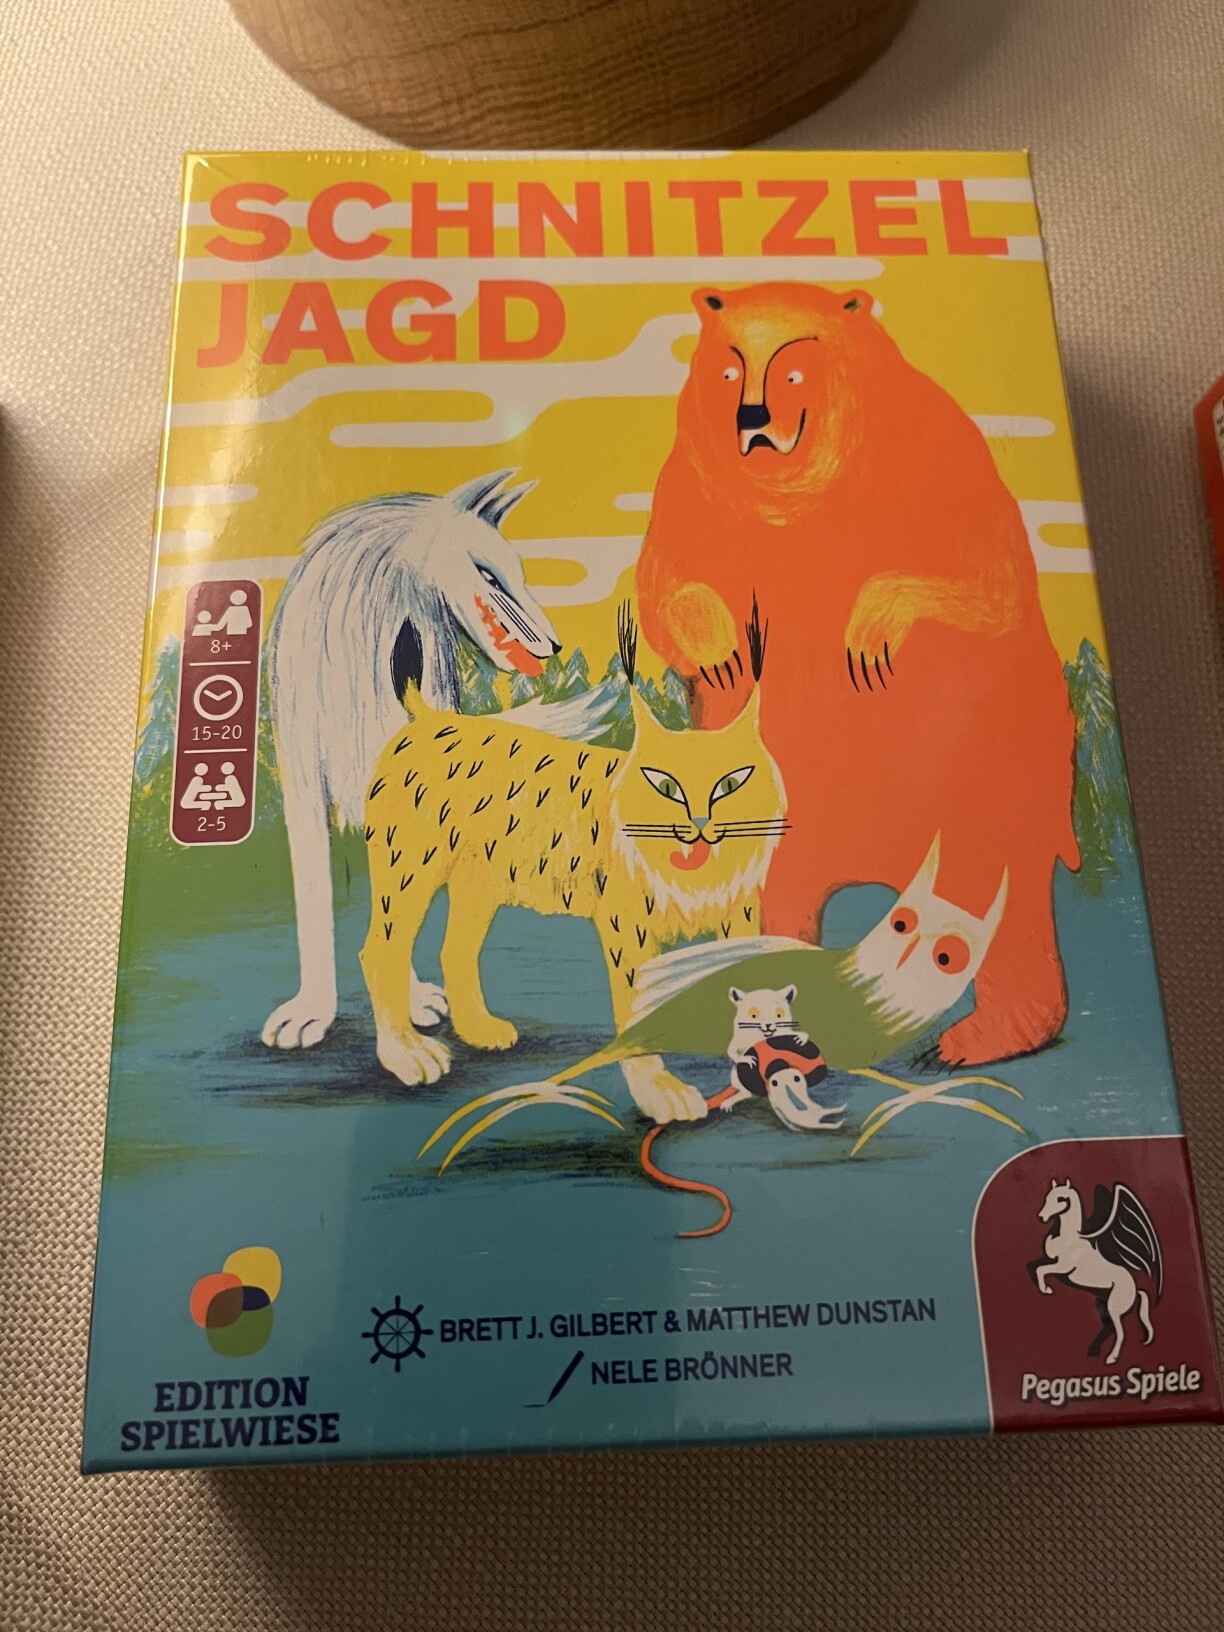 SCHNITZEL
JAGD
8+
15-20
2-5
BRETT J. GILBERT & MATTHEW DUNSTAN
NELE BRÖNNER
EDITION
SPIELWIESE
Pegasus Spiele